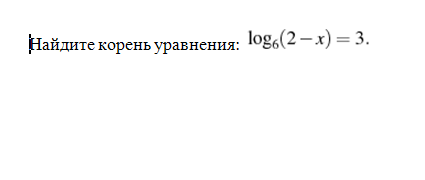 Найдите корень уравнения: log₆(2−x) = 3.